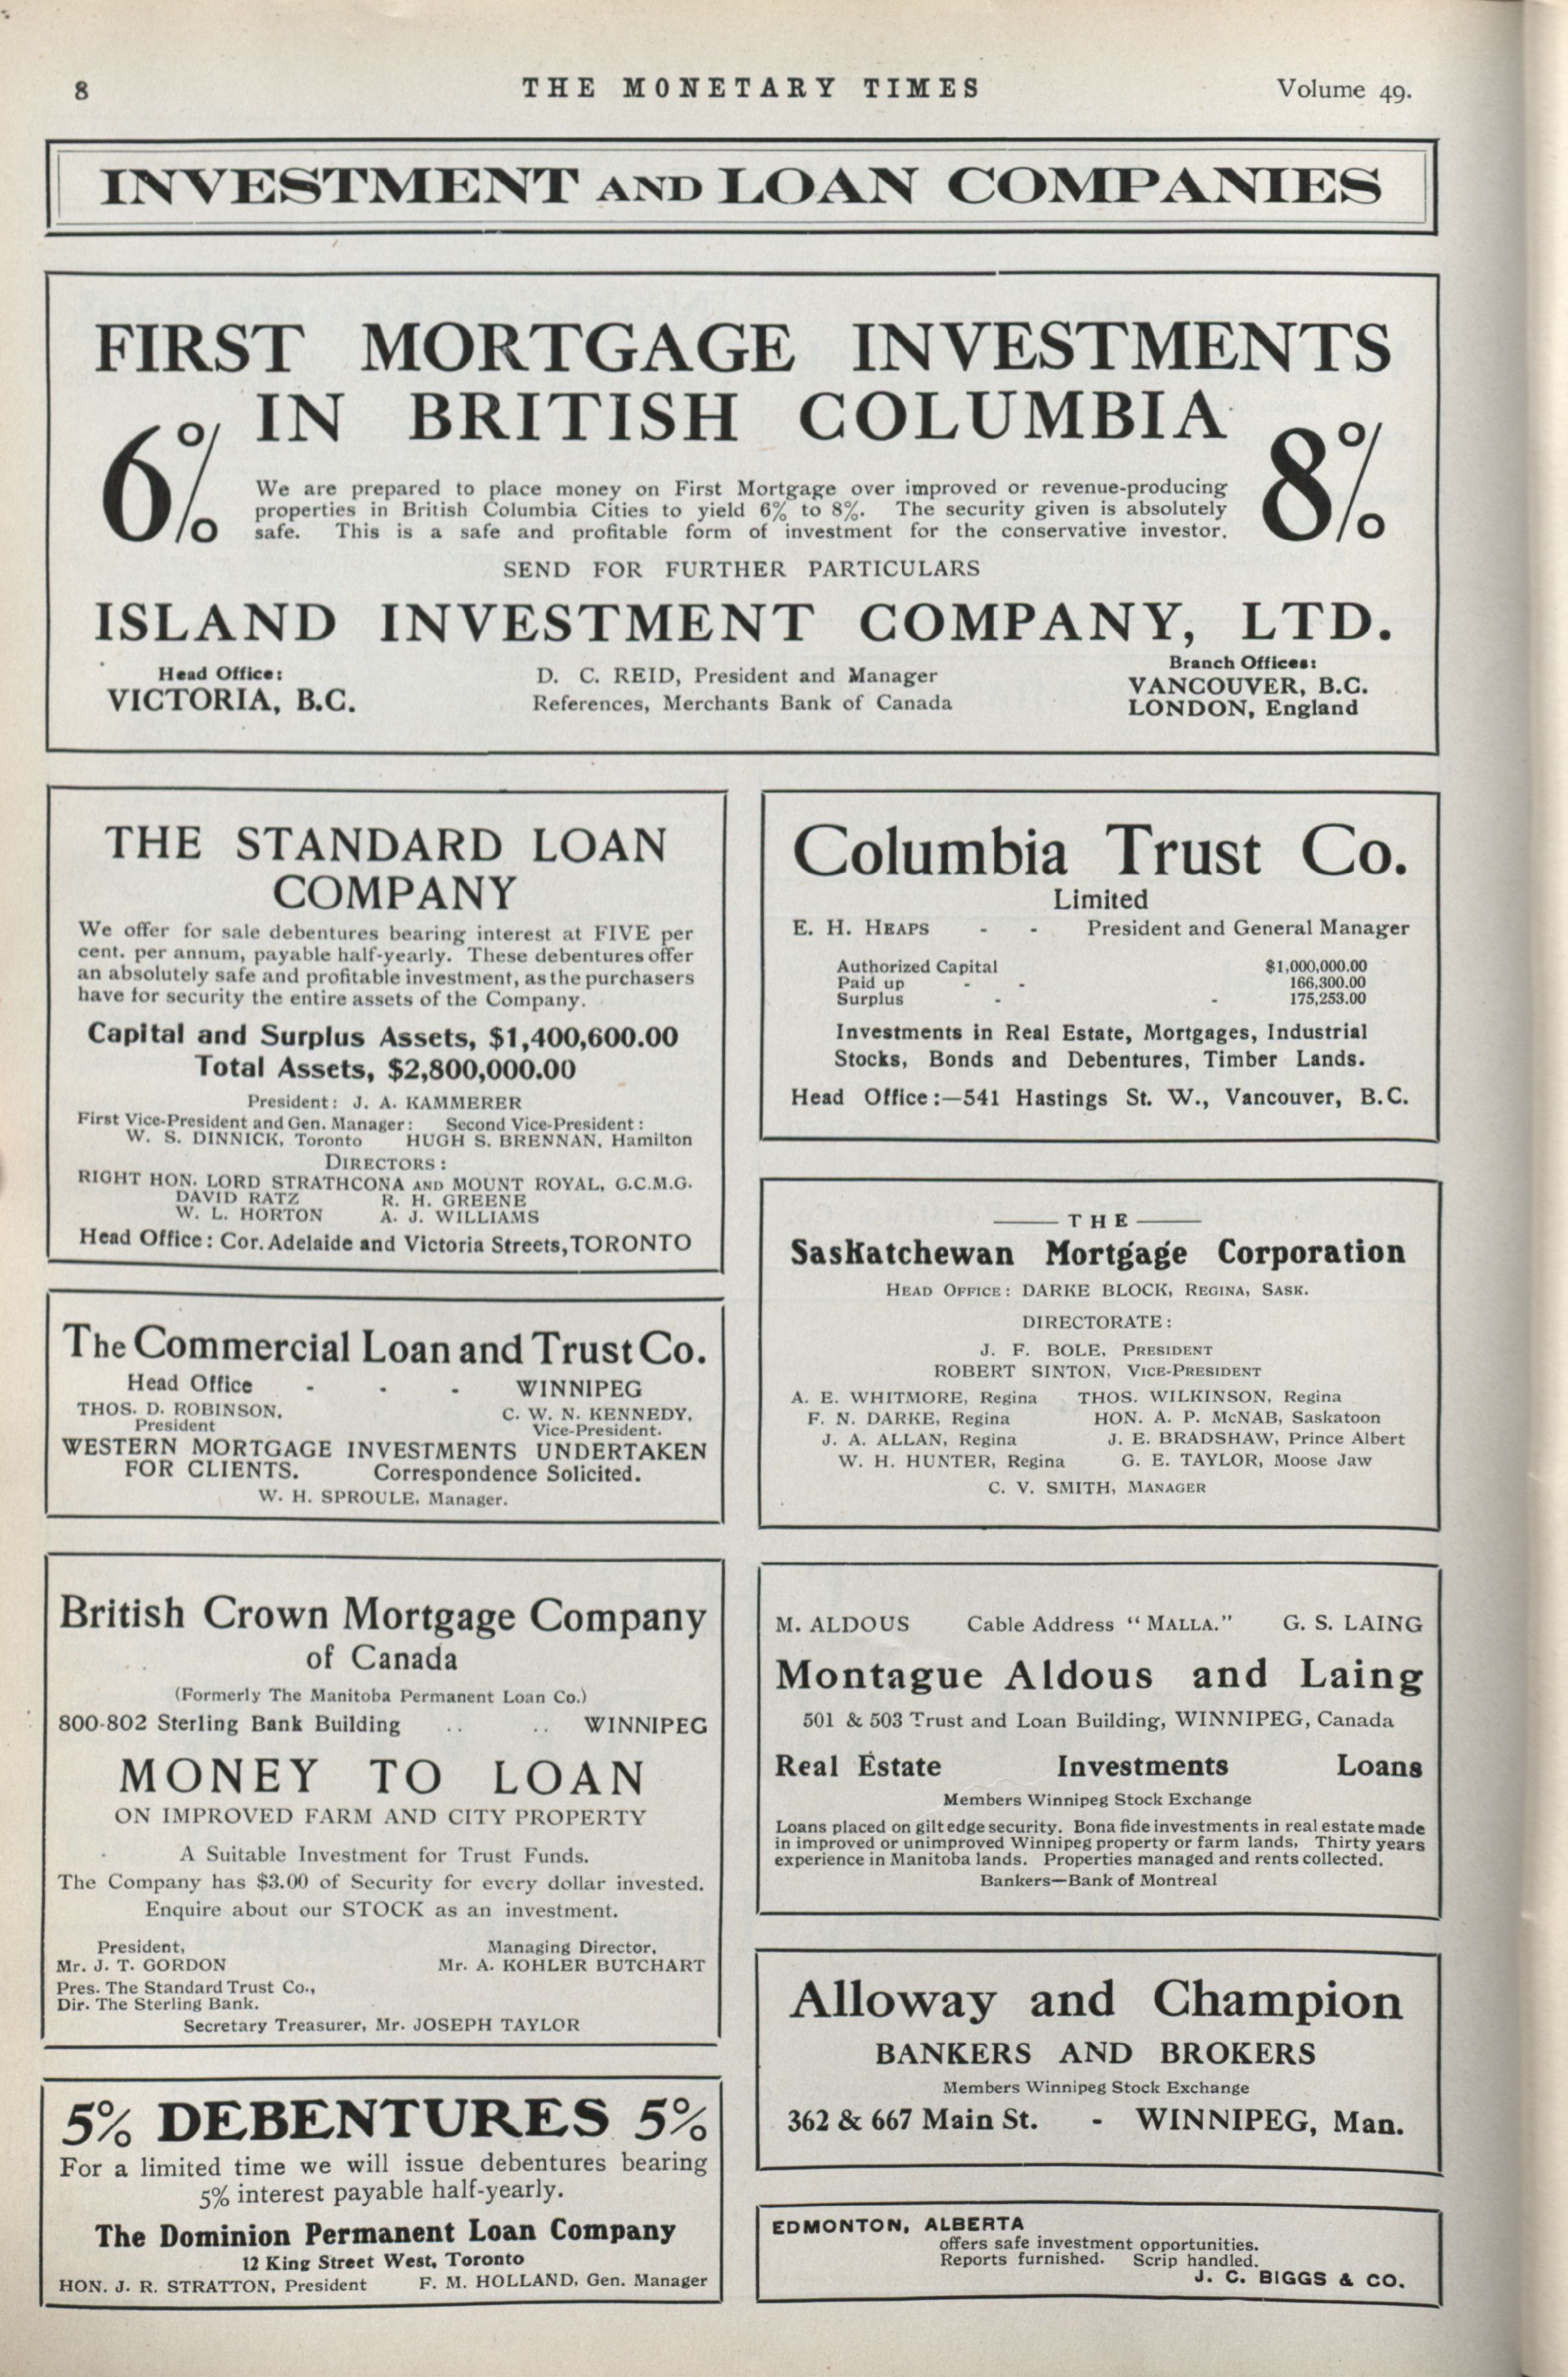 8
THE MONETARY TIMES
Volume 49.
INVESTMENT AND LOAN COMPANIES
FIRST MORTGAGE INVESTMENTS
IN BRITISH COLUMBIA
6%
8%
We are prepared to place money on First Mortgage over improved or revenue-producing
properties in British Columbia Cities to yield 6% to 8%. The security given is absolutely
safe. This is a safe and profitable form of investment for the conservative investor.
SEND FOR FURTHER PARTICULARS
ISLAND INVESTMENT COMPANY, LTD.
Head Office:
VICTORIA, B.C.
D. C. REID, President and Manager
References, Merchants Bank of Canada
Branch Offices:
VANCOUVER, B.C.
LONDON, England
THE STANDARD LOAN
COMPANY
We offer for sale debentures bearing interest at FIVE per
cent. per annum, payable half-yearly. These debentures offer
an absolutely safe and profitable investment, as the purchasers
have for security the entire assets of the Company.
Capital and Surplus Assets, $1,400,600.00
Total Assets, $2,800,000.00
President: J. A. KAMMERER
First Vice-President and Gen. Manager: Second Vice-President:
W. S. DINNICK, Toronto HUGH S. BRENNAN, Hamilton
DIRECTORS:
RIGHT HON. LORD STRATHCONA AND MOUNT ROYAL, G.C.M.G.
DAVID RATZ R. H. GREENE
W. L. HORTON A. J. WILLIAMS
Head Office: Cor. Adelaide and Victoria Streets, TORONTO
The Commercial Loan and Trust Co.
Head Office - - - WINNIPEG
THOS. D. ROBINSON, C. W. N. KENNEDY,
President Vice-President.
WESTERN MORTGAGE INVESTMENTS UNDERTAKEN
FOR CLIENTS. Correspondence Solicited.
W. H. SPROULE, Manager.
British Crown Mortgage Company
of Canada
(Formerly The Manitoba Permanent Loan Co.)
800-802 Sterling Bank Building .. .. WINNIPEG
MONEY TO LOAN
ON IMPROVED FARM AND CITY PROPERTY
A Suitable Investment for Trust Funds.
The Company has $3.00 of Security for every dollar invested.
Enquire about our STOCK as an investment.
President, Managing Director,
Mr. J. T. GORDON Mr. A. KOHLER BUTCHART
Pres. The Standard Trust Co.,
Dir. The Sterling Bank.
Secretary Treasurer, Mr. JOSEPH TAYLOR
5% DEBENTURES 5%
For a limited time we will issue debentures bearing
5% interest payable half-yearly.
The Dominion Permanent Loan Company
12 King Street West, Toronto
HON. J. R. STRATTON, President F. M. HOLLAND, Gen. Manager
Columbia Trust Co.
Limited
E. H. HEAPS - - President and General Manager
Authorized Capital $1,000,000.00
Paid up - - 166,300.00
Surplus - - 175,253.00
Investments in Real Estate, Mortgages, Industrial
Stocks, Bonds and Debentures, Timber Lands.
Head Office:—541 Hastings St. W., Vancouver, B.C.
THE
Saskatchewan Mortgage Corporation
HEAD OFFICE: DARKE BLOCK, REGINA, SASK.
DIRECTORATE:
J. F. BOLE, PRESIDENT
ROBERT SINTON, VICE-PRESIDENT
A. E. WHITMORE, Regina THOS. WILKINSON, Regina
F. N. DARKE, Regina HON. A. P. McNAB, Saskatoon
J. A. ALLAN, Regina J. E. BRADSHAW, Prince Albert
W. H. HUNTER, Regina G. E. TAYLOR, Moose Jaw
C. V. SMITH, MANAGER
M. ALDOUS Cable Address "MALLA." G. S. LAING
Montague Aldous and Laing
501 & 503 Trust and Loan Building, WINNIPEG, Canada
Real Estate Investments Loans
Members Winnipeg Stock Exchange
Loans placed on gilt edge security. Bona fide investments in real estate made
in improved or unimproved Winnipeg property or farm lands. Thirty years
experience in Manitoba lands. Properties managed and rents collected.
Bankers—Bank of Montreal
Alloway and Champion
BANKERS AND BROKERS
Members Winnipeg Stock Exchange
362 & 667 Main St. - WINNIPEG, Man.
EDMONTON, ALBERTA
offers safe investment opportunities.
Reports furnished. Scrip handled.
J. C. BIGGS & CO.